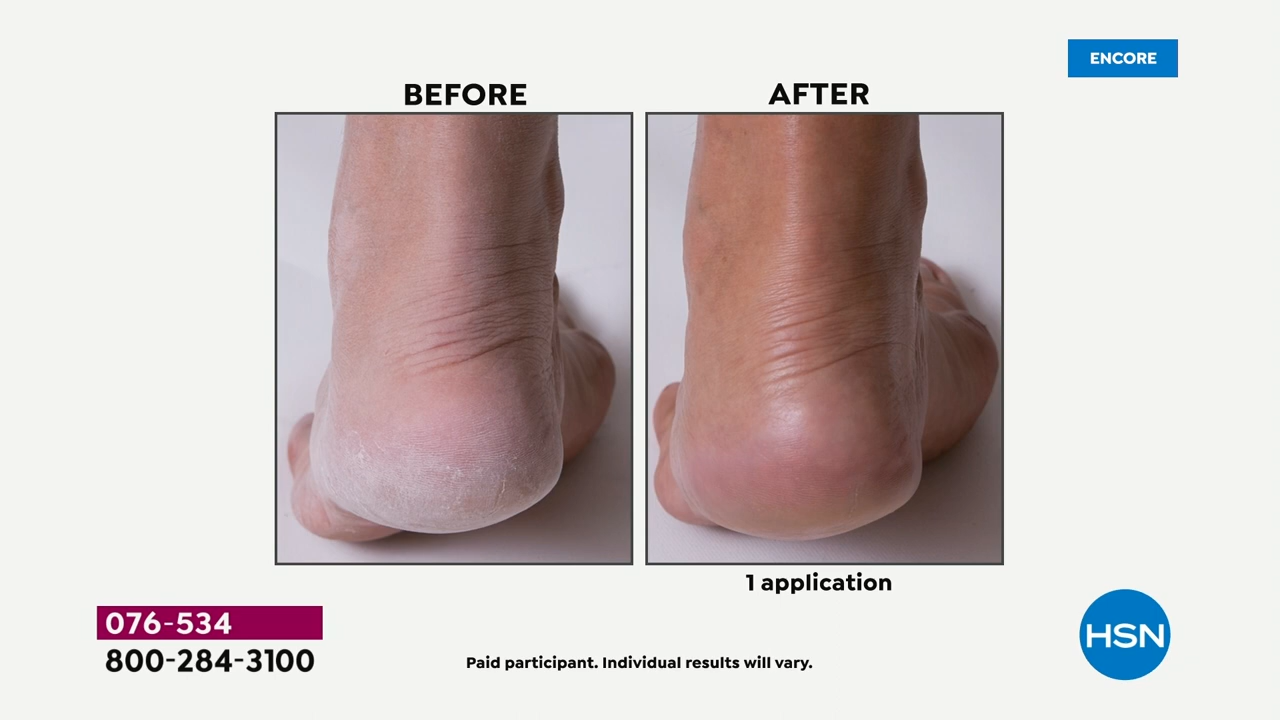 ENCORE
BEFORE
AFTER
1 application
076-534
800-284-3100
Paid participant. Individual results will vary.
HSN